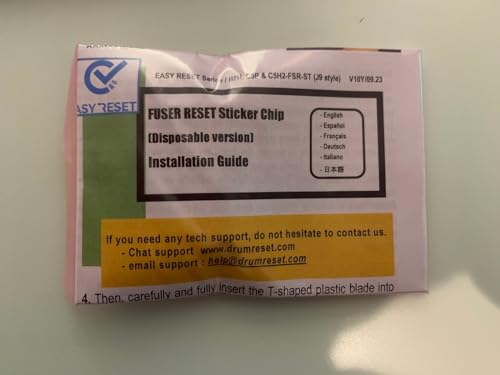 EASY RESET Series / C5P & C5H2-FSR-ST (J9 style) V10Y/09.23
ASY RESET
FUSER RESET Sticker Chip
(Disposable version)
Installation Guide
- English
- Español
- Français
- Deutsch
- Italiano
- 日本語
If you need any tech support, do not hesitate to contact us.
- Chat support www.drumreset.com
- email support : help@drumreset.com
4. Then, carefully and fully insert the T-shaped plastic blade into